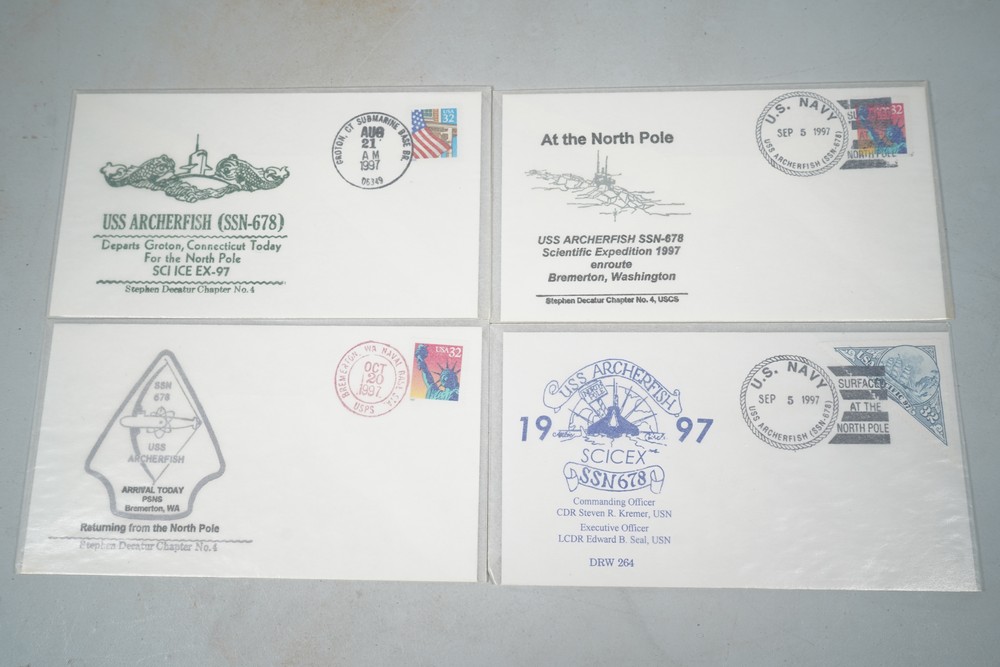 USS ARCHERFISH (SSN-678)
Departs Groton, Connecticut Today
For the North Pole
SCI ICE EX-97
Stephen Decatur Chapter No. 4
GROTON, CT SUBMARINE BASE BR.
AUG
21
AM
1997
06349
USA
32
At the North Pole
USS ARCHERFISH SSN-678
Scientific Expedition 1997
enroute
Bremerton, Washington
Stephen Decatur Chapter No. 4, USCS
U.S. NAVY
SEP 5 1997
USS ARCHERFISH (SSN-678)
NORTH POLE
32
SSN
678
USS
ARCHERFISH
ARRIVAL TODAY
PSNS
Bremerton, WA
Returning from the North Pole
Stephen Decatur Chapter No. 4
BREMERTON, WA NAVAL BASE STA
OCT
20
1997
USPS
USA 32
USS ARCHERFISH
19 97
SCICEX
SSN678
Commanding Officer
CDR Steven R. Kremer, USN
Executive Officer
LCDR Edward B. Seal, USN
DRW 264
U.S. NAVY
SEP 5 1997
USS ARCHERFISH (SSN-678)
SURFACED
AT THE
NORTH POLE
32